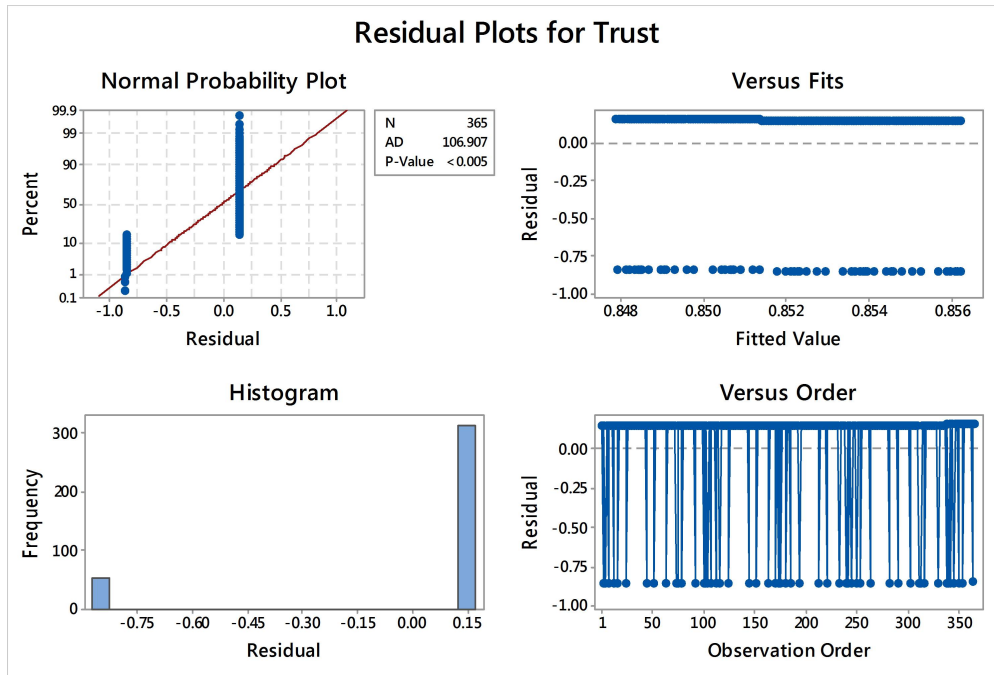 Residual Plots for Trust
Normal Probability Plot
99.9
99
90
50
10
1
0.1
Percent
-1.0 -0.5 0.0 0.5 1.0
Residual
N 365
AD 106.907
P-Value <0.005
Versus Fits
0.00
-0.25
-0.50
-0.75
-1.00
Residual
0.848 0.850 0.852 0.854 0.856
Fitted Value
Histogram
300
200
100
0
Frequency
-0.75 -0.60 -0.45 -0.30 -0.15 0.00 0.15
Residual
Versus Order
0.00
-0.25
-0.50
-0.75
-1.00
Residual
1 50 100 150 200 250 300 350
Observation Order